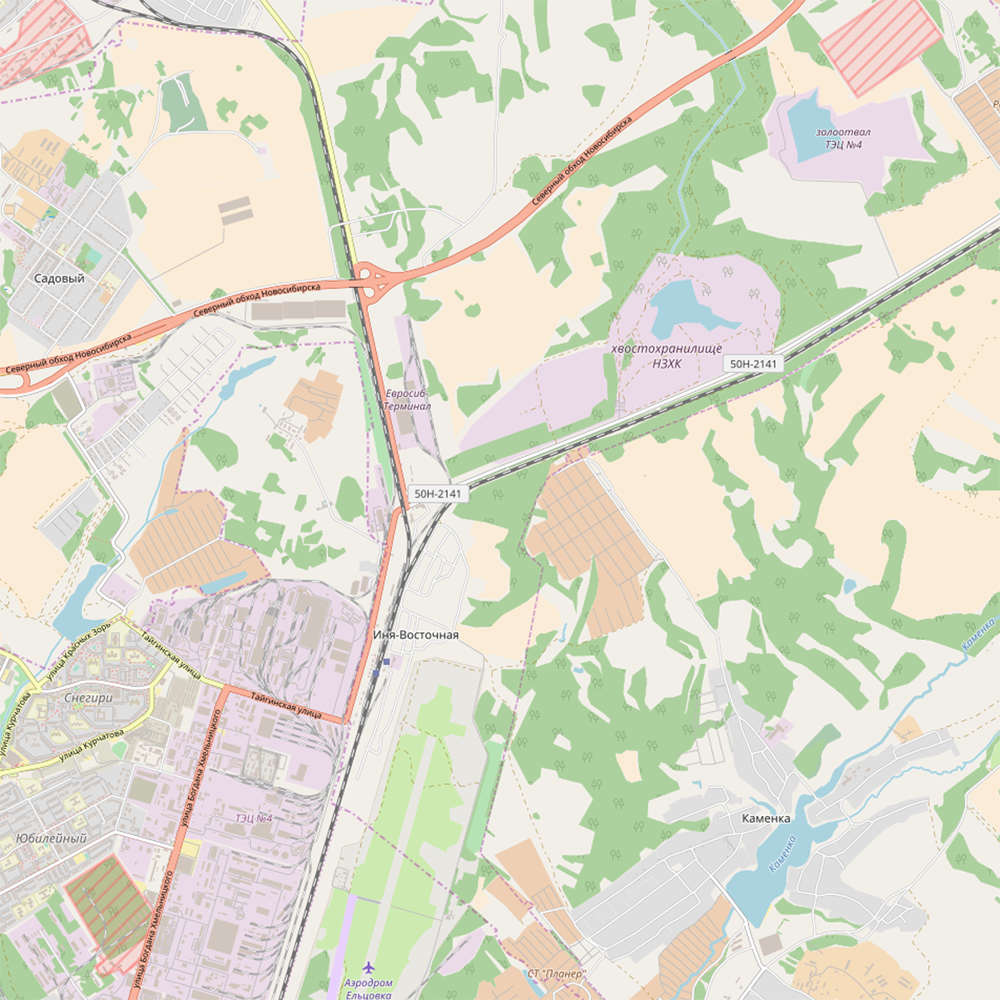 Северный обход Новосибирска
золоотвал
ТЭЦ №4
Садовый
Северный обход Новосибирска
Северный обход Новосибирска
хвостохранилище
НЗХК
50Н-2141
Евросиб-
Терминал
50Н-2141
Каменка
улица Красных Зорь
Тайгинская улица
Иня-Восточная
Снегири
Тайгинская улица
улица Курчатова
улица Курчатова
улица Богдана Хмельницкого
ТЭЦ №4
Каменка
Юбилейный
Каменка
улица Богдана Хмельницкого
СТ "Планер"
Аэродром
Ельцовка